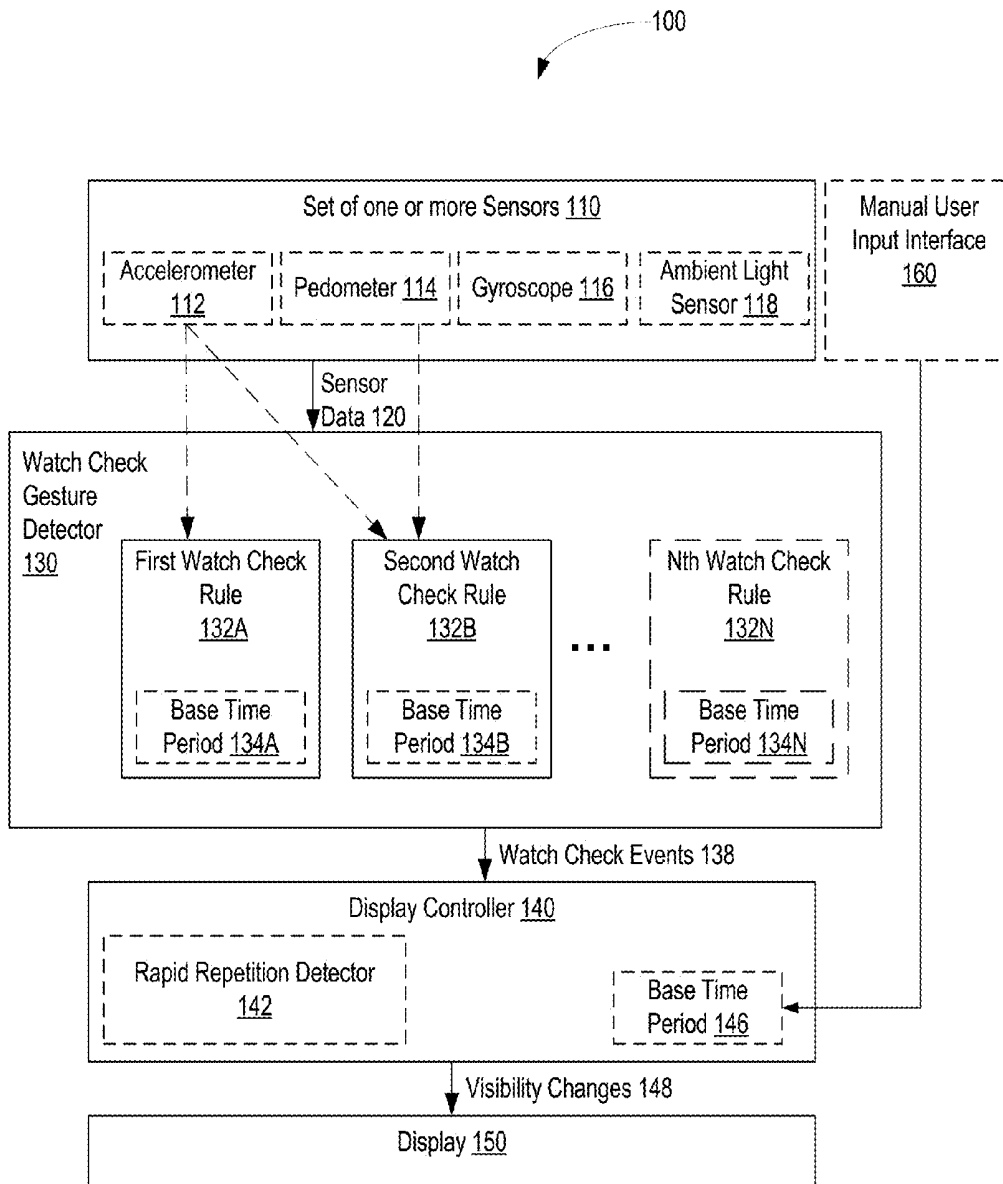 100
Set of one or more Sensors 110
Manual User
Input Interface
160
Accelerometer
112
Pedometer 114
Gyroscope 116
Ambient Light
Sensor 118
Sensor
Data 120
Watch Check
Gesture
Detector
130
First Watch Check
Rule
132A
Base Time
Period 134A
Second Watch
Check Rule
132B
Base Time
Period 134B
...
Nth Watch Check
Rule
132N
Base Time
Period 134N
Watch Check Events 138
Display Controller 140
Rapid Repetition Detector
142
Base Time
Period 146
Visibility Changes 148
Display 150